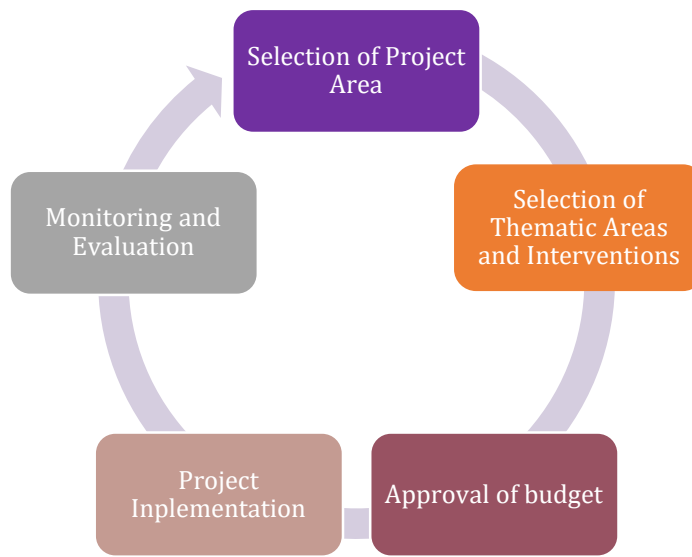 Selection of Project
Area
Selection of
Thematic Areas
and Interventions
Approval of budget
Project
Inplementation
Monitoring and
Evaluation